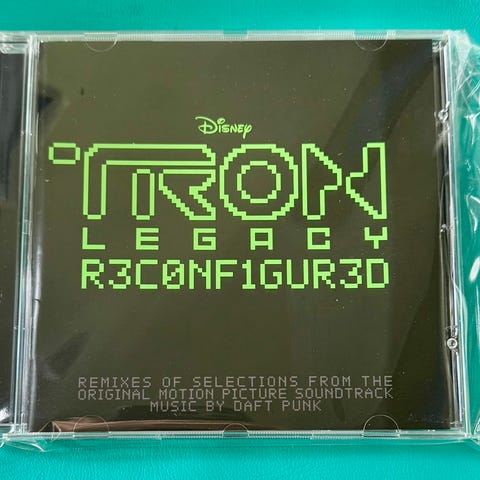 Disney
TRON
LEGACY
R3C0NF1GUR3D
REMIXES OF SELECTIONS FROM THE
ORIGINAL MOTION PICTURE SOUNDTRACK
MUSIC BY DAFT PUNK